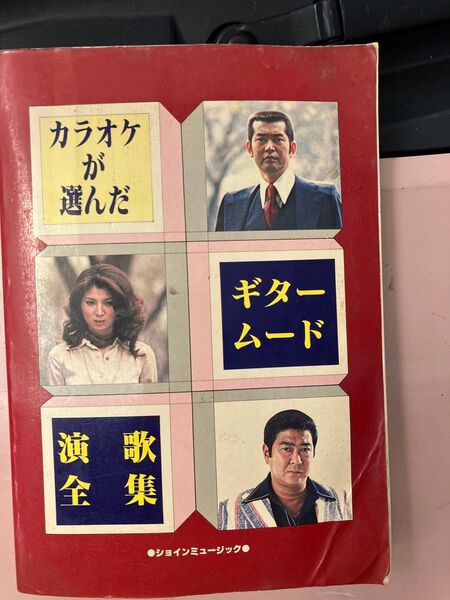 カラオケ
が
選んだ
ギター
ムード
演歌
全集
●ショインミュージック●